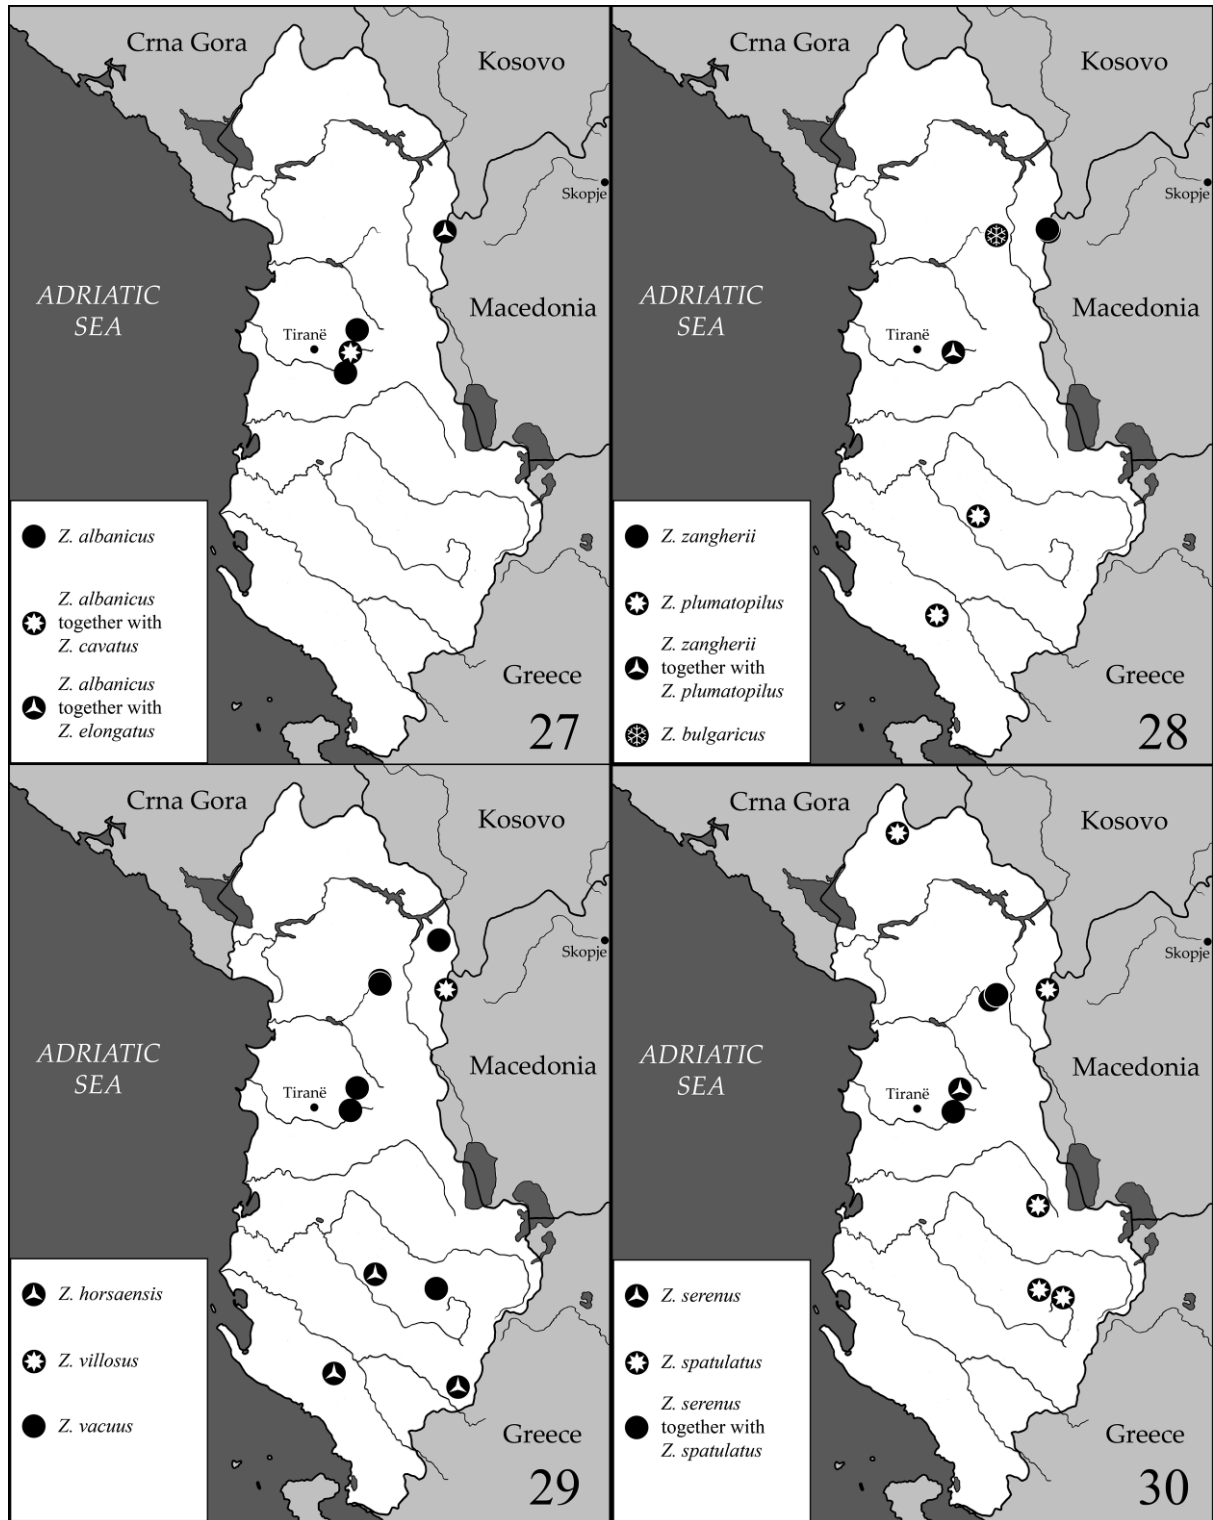 Crna Gora
Kosovo
Skopje
ADRIATIC
SEA
Macedonia
Tiranë
Z. albanicus
Z. albanicus
together with
Z. cavatus
Z. albanicus
together with
Z. elongatus
Greece
27
Crna Gora
Kosovo
Skopje
ADRIATIC
SEA
Macedonia
Tiranë
Z. zangherii
Z. plumatopilus
Z. zangherii
together with
Z. plumatopilus
Z. bulgaricus
Greece
28
Crna Gora
Kosovo
Skopje
ADRIATIC
SEA
Macedonia
Tiranë
Z. horsaensis
Z. villosus
Z. vacuus
Greece
29
Crna Gora
Kosovo
Skopje
ADRIATIC
SEA
Macedonia
Tiranë
Z. serenus
Z. spatulatus
Z. serenus
together with
Z. spatulatus
Greece
30